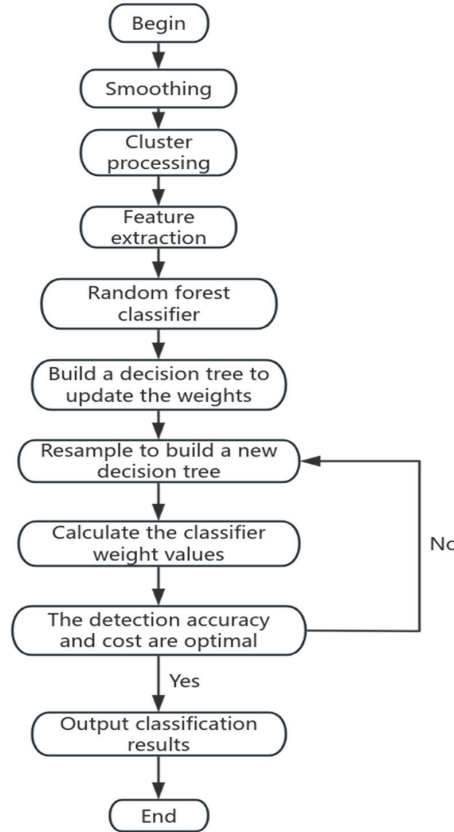 Begin
Smoothing
Cluster
processing
Feature
extraction
Random forest
classifier
Build a decision tree to
update the weights
Resample to build a new
decision tree
Calculate the classifier
weight values
No
The detection accuracy
and cost are optimal
Yes
Output classification
results
End